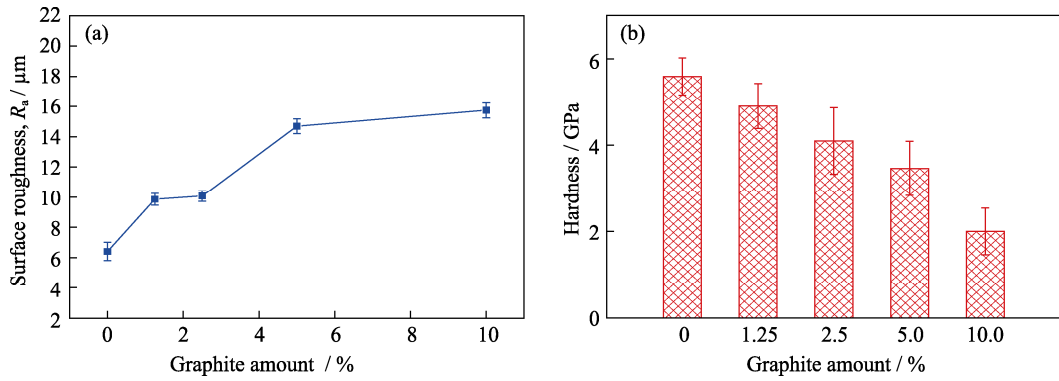 (a)
22
20
18
16
14
12
10
8
6
4
2
Surface roughness, Ra / μm
0 2 4 6 8 10
Graphite amount / %
(b)
6
4
2
0
Hardness / GPa
0 1.25 2.5 5.0 10.0
Graphite amount / %